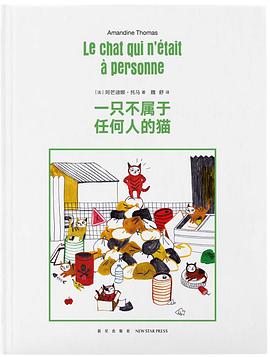 Amandine Thomas
Le chat qui n'était
à personne
（法）阿芒迪娜·托马 著 魏舒 译
一只不属于
任何人的猫
新星出版社 NEW STAR PRESS